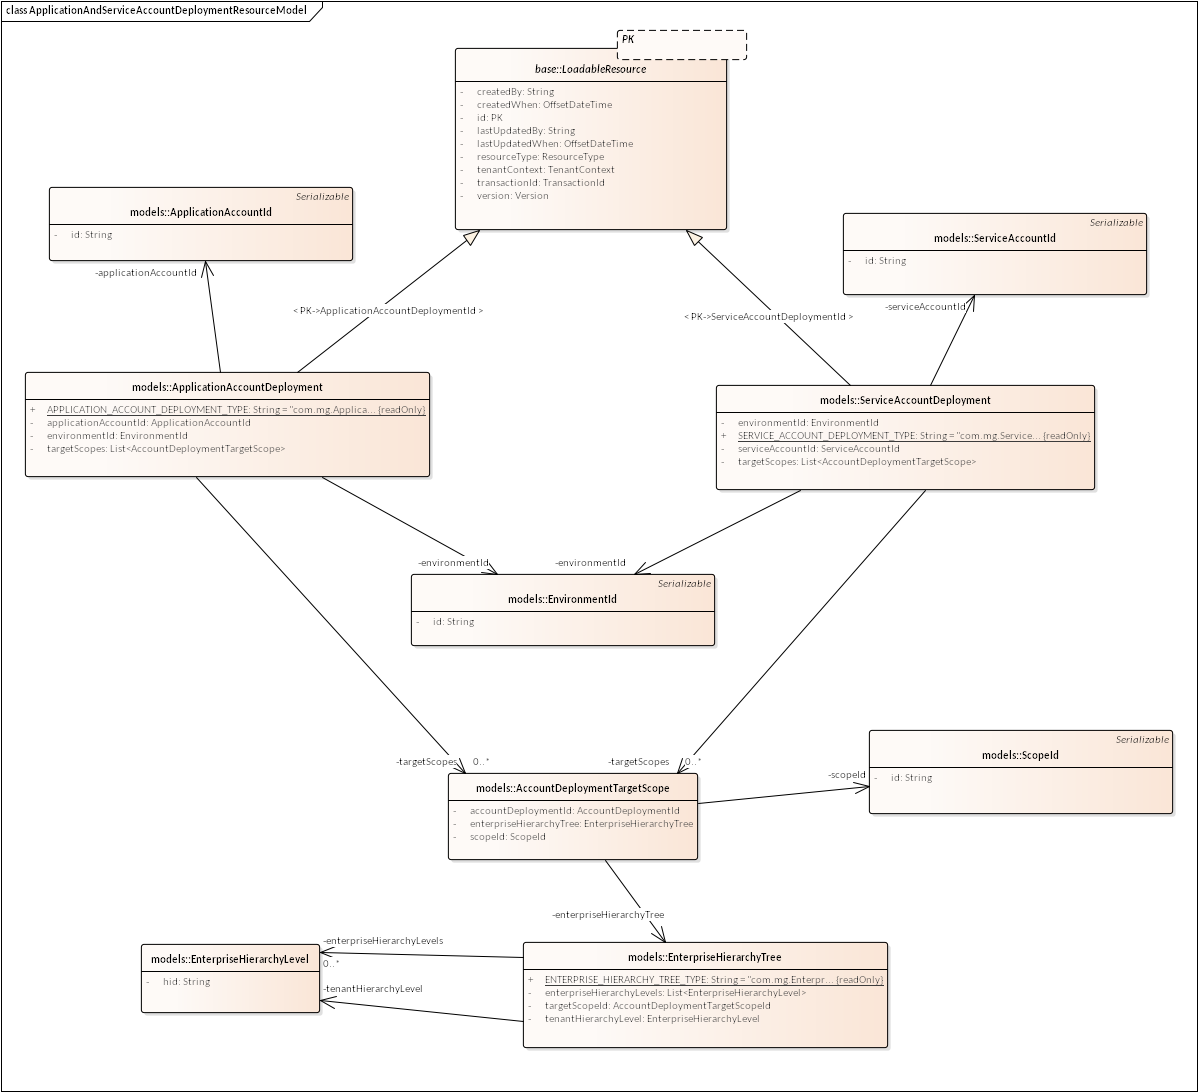 class ApplicationAndServiceAccountDeploymentResourceModel
PK
base::LoadableResource
- createdBy: String
- createdWhen: OffsetDateTime
- id: PK
- lastUpdatedBy: String
- lastUpdatedWhen: OffsetDateTime
- resourceType: ResourceType
- tenantContext: TenantContext
- transactionId: TransactionId
- version: Version
Serializable
models::ApplicationAccountId
- id: String
Serializable
models::ServiceAccountId
- id: String
-applicationAccountId
< PK->ApplicationAccountDeploymentId >
< PK->ServiceAccountDeploymentId >
-serviceAccountId
models::ApplicationAccountDeployment
+ APPLICATION_ACCOUNT_DEPLOYMENT_TYPE: String = "com.mg.Applica... {readOnly}
- applicationAccountId: ApplicationAccountId
- environmentId: EnvironmentId
- targetScopes: List<AccountDeploymentTargetScope>
models::ServiceAccountDeployment
- environmentId: EnvironmentId
+ SERVICE_ACCOUNT_DEPLOYMENT_TYPE: String = "com.mg.Service... {readOnly}
- serviceAccountId: ServiceAccountId
- targetScopes: List<AccountDeploymentTargetScope>
-environmentId
-environmentId
Serializable
models::EnvironmentId
- id: String
-targetScopes 0..*
-targetScopes 0..*
models::AccountDeploymentTargetScope
- accountDeploymentId: AccountDeploymentId
- enterpriseHierarchyTree: EnterpriseHierarchyTree
- scopeId: ScopeId
-scopeId
Serializable
models::ScopeId
- id: String
-enterpriseHierarchyTree
models::EnterpriseHierarchyLevel
- hid: String
-enterpriseHierarchyLevels
0..*
-tenantHierarchyLevel
models::EnterpriseHierarchyTree
+ ENTERPRISE_HIERARCHY_TREE_TYPE: String = "com.mg.Enterpr... {readOnly}
- enterpriseHierarchyLevels: List<EnterpriseHierarchyLevel>
- targetScopeId: AccountDeploymentTargetScopeId
- tenantHierarchyLevel: EnterpriseHierarchyLevel